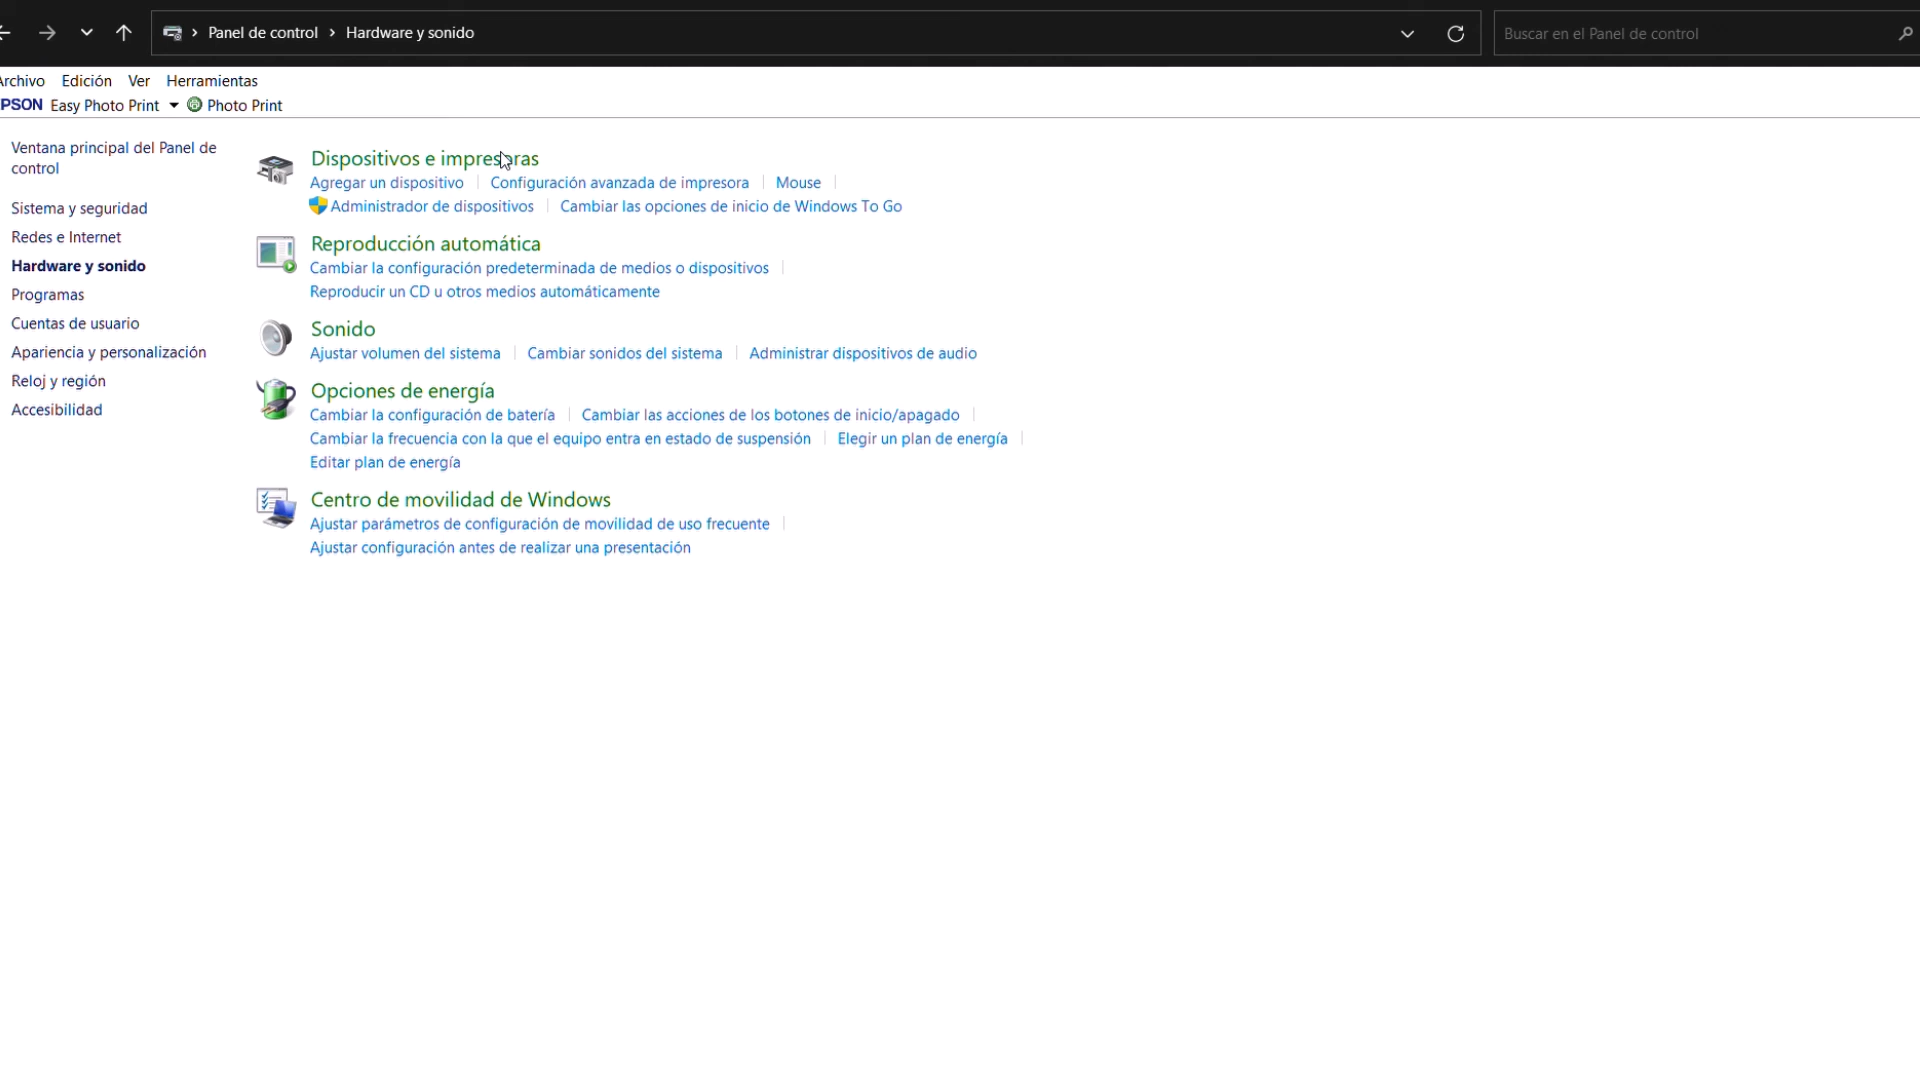 Panel de control > Hardware y sonido
Buscar en el Panel de control
Archivo Edición Ver Herramientas
EPSON Easy Photo Print Photo Print
Ventana principal del Panel de
control
Sistema y seguridad
Redes e Internet
Hardware y sonido
Programas
Cuentas de usuario
Apariencia y personalización
Reloj y región
Accesibilidad
Dispositivos e impresoras
Agregar un dispositivo | Configuración avanzada de impresora | Mouse |
Administrador de dispositivos | Cambiar las opciones de inicio de Windows To Go
Reproducción automática
Cambiar la configuración predeterminada de medios o dispositivos |
Reproducir un CD u otros medios automáticamente
Sonido
Ajustar volumen del sistema | Cambiar sonidos del sistema | Administrar dispositivos de audio
Opciones de energía
Cambiar la configuración de batería | Cambiar las acciones de los botones de inicio/apagado |
Cambiar la frecuencia con la que el equipo entra en estado de suspensión | Elegir un plan de energía |
Editar plan de energía
Centro de movilidad de Windows
Ajustar parámetros de configuración de movilidad de uso frecuente |
Ajustar configuración antes de realizar una presentación